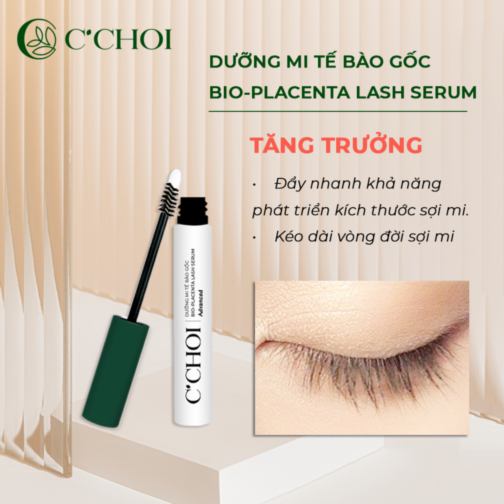 C'CHOI
DƯỠNG MI TẾ BÀO GỐC
BIO-PLACENTA LASH SERUM
TĂNG TRƯỞNG
• Đẩy nhanh khả năng
phát triển kích thước sợi mi.
• Kéo dài vòng đời sợi mi
C'CHOI
DƯỠNG MI TẾ BÀO GỐC
BIO-PLACENTA LASH SERUM
Advanced